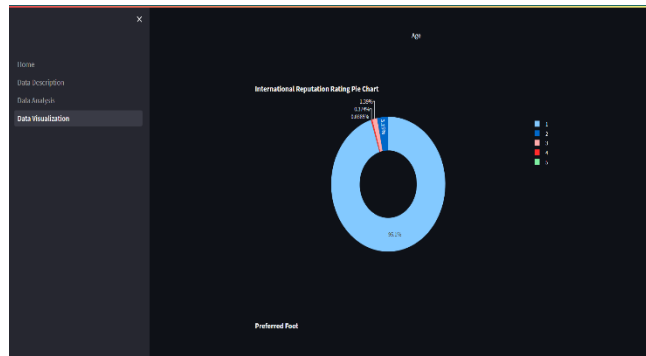 ×
Home
Data Description
Data Analysis
Data Visualization
Age
International Reputation Rating Pie Chart
1
2
3
4
5
Preferred Foot